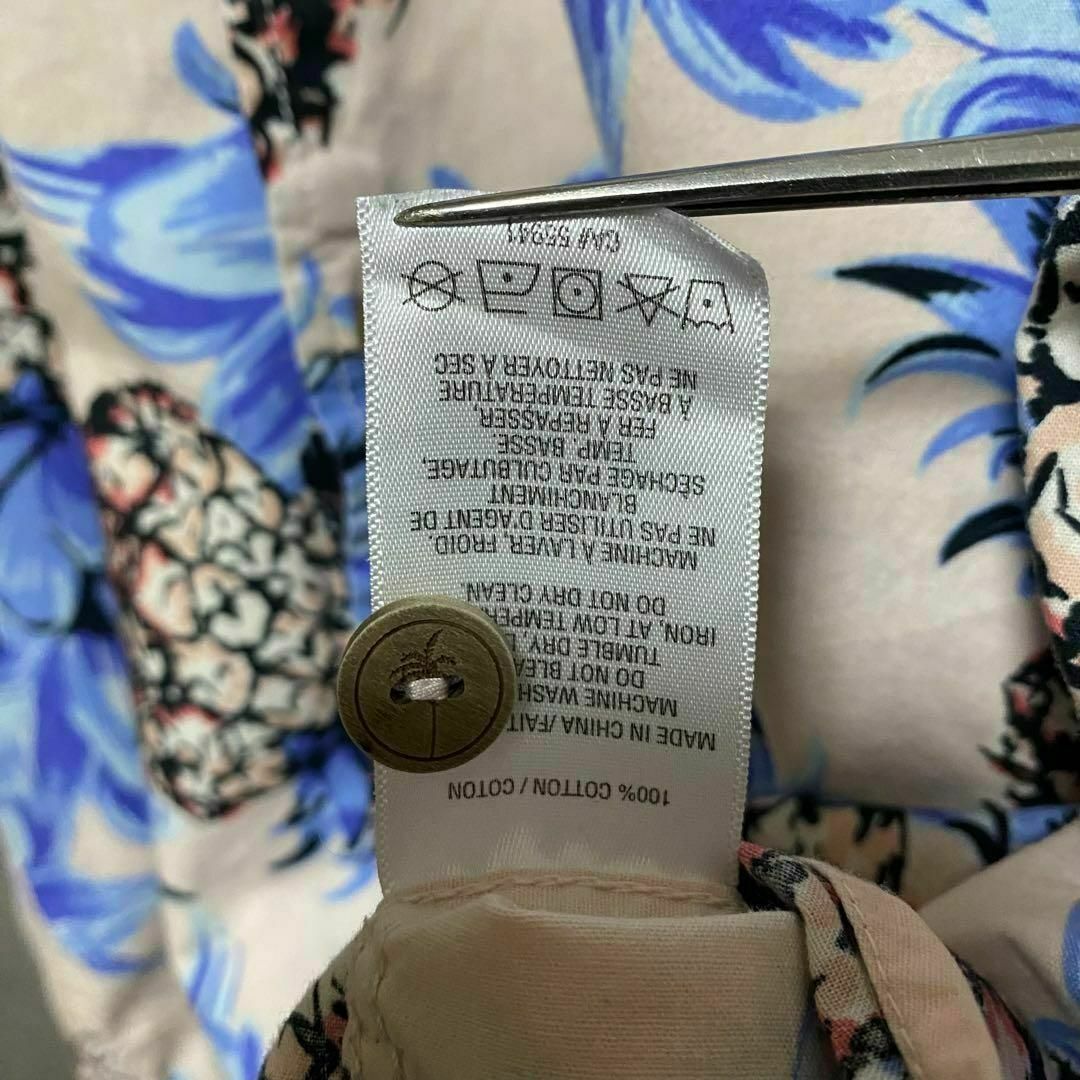 100% COTTON / COTON
MADE IN CHINA /FAIT
MACHINE WASH
DO NOT BLEA
TUMBLE DRY,
IRON, AT LOW TEMPER
DO NOT DRY CLEAN.
MACHINE À LAVER, FROID.
NE PAS UTILISER D'AGENT DE
BLANCHIMENT
SÉCHAGE PAR CULBUTAGE,
TEMP. BASSE
FER À REPASSER,
À BASSE TEMPÉRATURE
NE PAS NETTOYER À SEC
CA# 55941